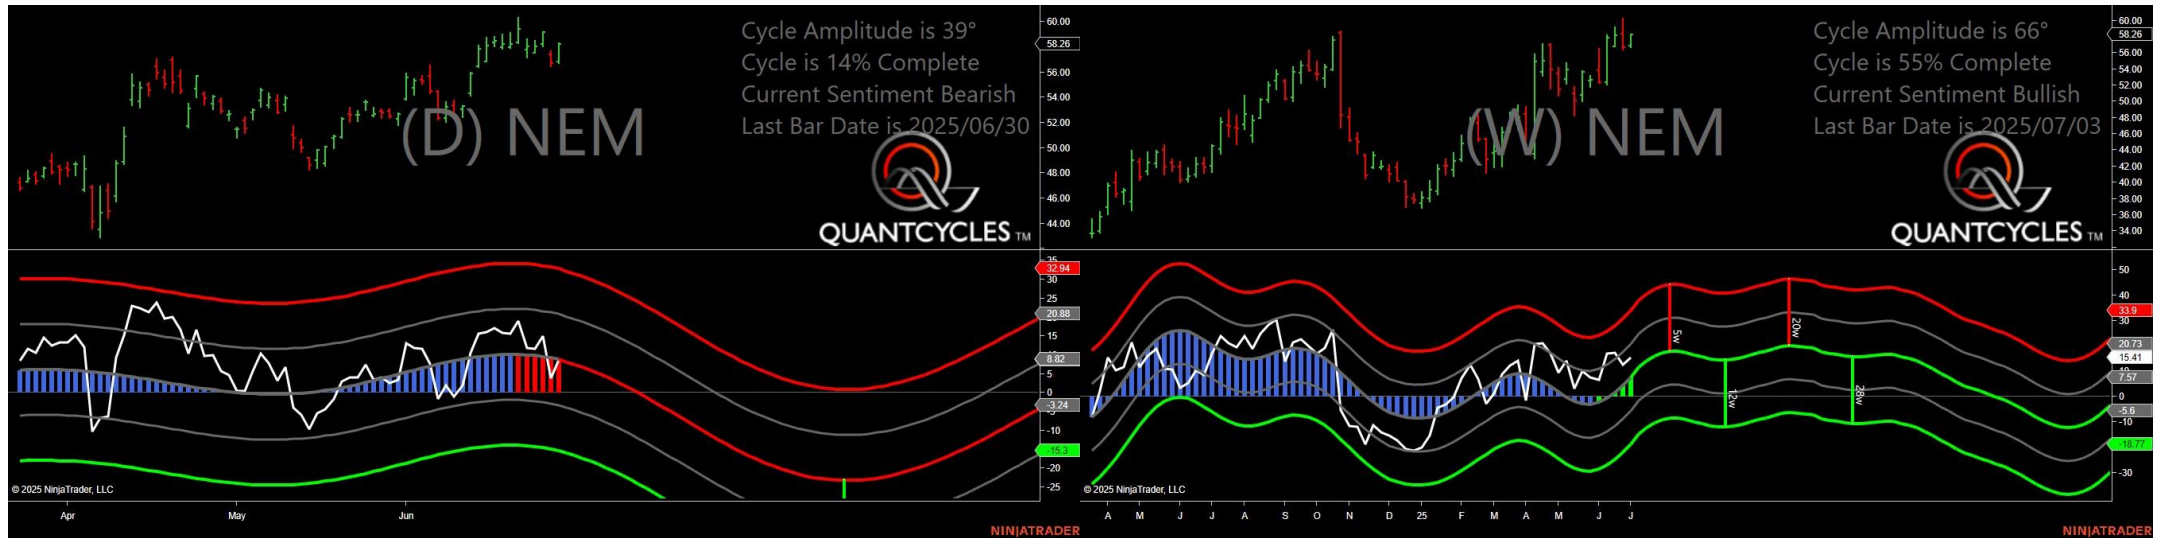 Cycle Amplitude is 39°
Cycle is 14% Complete
Current Sentiment Bearish
Last Bar Date is 2025/06/30
(D) NEM
QUANTCYCLES TM
60.00
58.26
56.00
54.00
52.00
50.00
48.00
46.00
44.00
35
32.94
30
25
20.88
15
8.82
5
0
-3.24
-10
-15.3
-20
-25
© 2025 NinjaTrader, LLC
Apr
May
Jun
NINJATRADER
Cycle Amplitude is 66°
Cycle is 55% Complete
Current Sentiment Bullish
Last Bar Date is 2025/07/03
(W) NEM
QUANTCYCLES TM
60.00
58.26
56.00
54.00
52.00
50.00
48.00
46.00
44.00
42.00
40.00
38.00
36.00
34.00
5w
20w
12w
28w
50
40
33.9
30
20.73
15.41
7.57
0
-5.6
-10
-18.77
-30
© 2025 NinjaTrader, LLC
A M J J A S O N D 25 F M A M J J
NINJATRADER